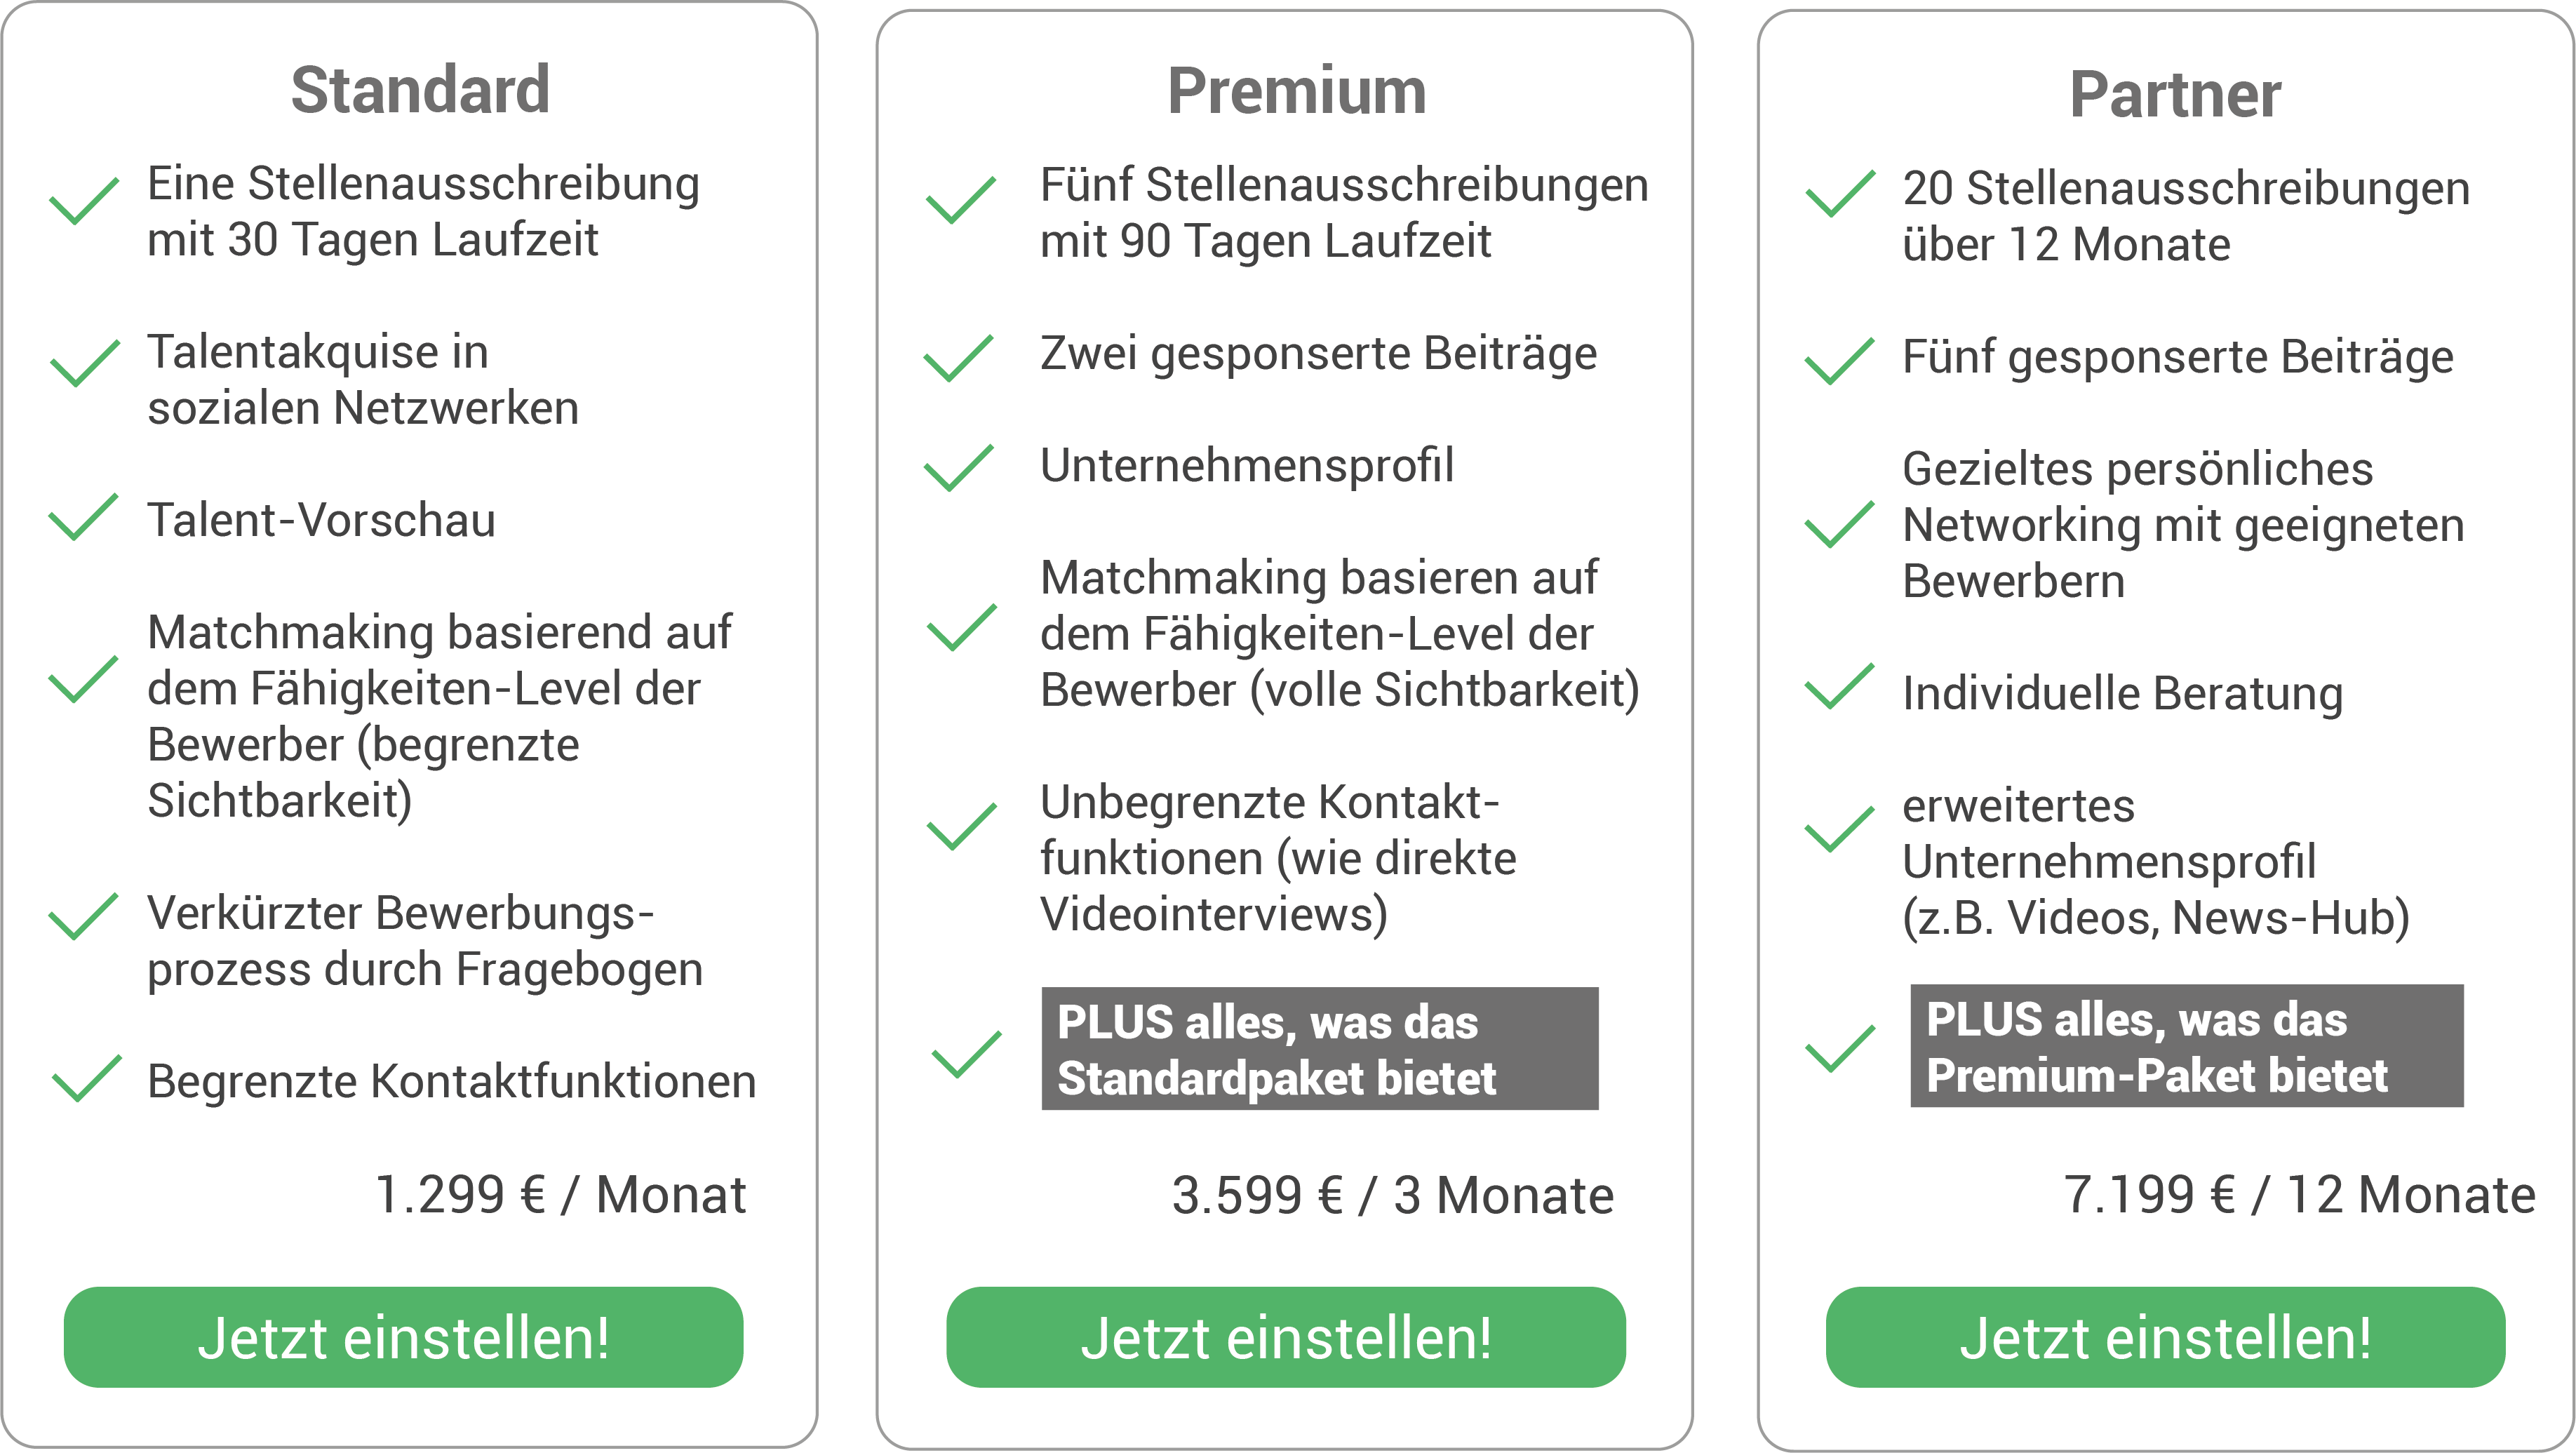 Standard
Eine Stellenausschreibung
mit 30 Tagen Laufzeit
Talentakquise in
sozialen Netzwerken
Talent-Vorschau
Matchmaking basierend auf
dem Fähigkeiten-Level der
Bewerber (begrenzte
Sichtbarkeit)
Verkürzter Bewerbungs-
prozess durch Fragebogen
Begrenzte Kontaktfunktionen
1.299 € / Monat
Jetzt einstellen!
Premium
Fünf Stellenausschreibungen
mit 90 Tagen Laufzeit
Zwei gesponserte Beiträge
Unternehmensprofil
Matchmaking basieren auf
dem Fähigkeiten-Level der
Bewerber (volle Sichtbarkeit)
Unbegrenzte Kontakt-
funktionen (wie direkte
Videointerviews)
PLUS alles, was das
Standardpaket bietet
3.599 € / 3 Monate
Jetzt einstellen!
Partner
20 Stellenausschreibungen
über 12 Monate
Fünf gesponserte Beiträge
Gezieltes persönliches
Networking mit geeigneten
Bewerbern
Individuelle Beratung
erweitertes
Unternehmensprofil
(z.B. Videos, News-Hub)
PLUS alles, was das
Premium-Paket bietet
7.199 € / 12 Monate
Jetzt einstellen!